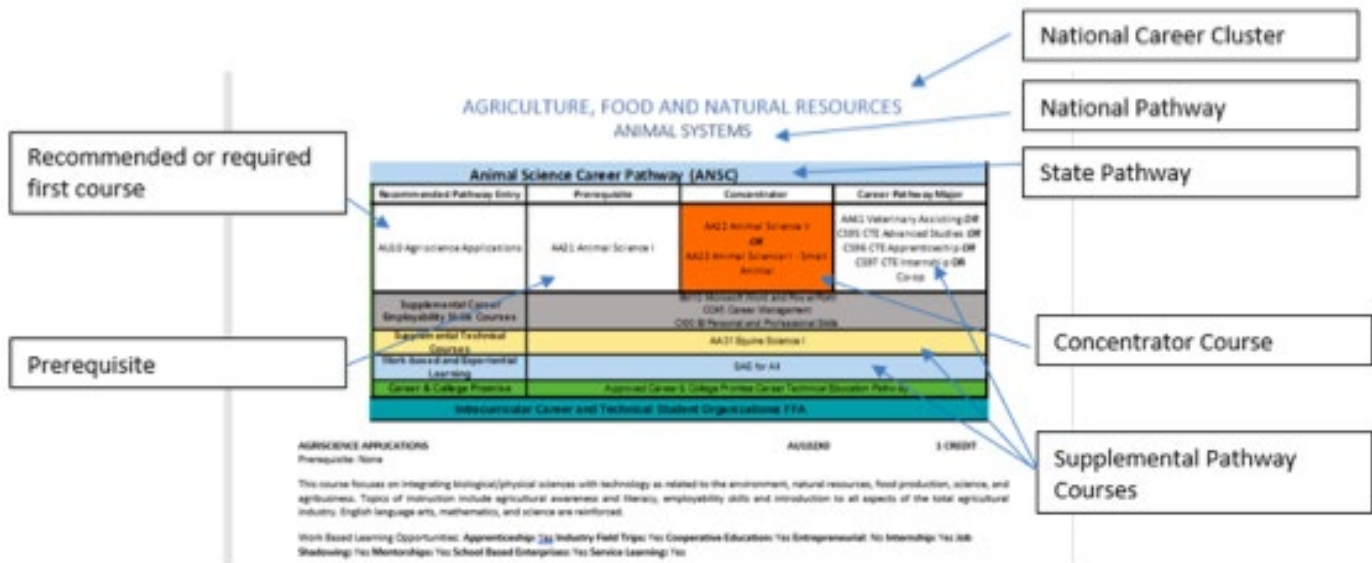 National Career Cluster
AGRICULTURE, FOOD AND NATURAL RESOURCES
National Pathway
ANIMAL SYSTEMS
Recommended or required
first course
State Pathway
Animal Science Career Pathway (ANSC)
Recommended Pathway Entry
Prerequisite
Concentrator
Career Pathway Major
AU10 Agriscience Applications
AA21 Animal Science I
AA22 Animal Science II
OR
AA23 Animal Science II - Small
Animal
AA61 Veterinary Assisting OR
CS95 CTE Advanced Studies OR
CS96 CTE Apprenticeship OR
CS97 CTE Internship OR
Co-op
Supplemental Career
Employability Skills Courses
Microsoft Word and PowerPoint
Career Management
Personal and Professional Skills
Prerequisite
Supplemental Technical
Courses
AA31 Equine Science I
Concentrator Course
Work based and Experiential
Learning
SAE for All
Career & College Promise
Approved Career & College Promise Career Technical Education Pathway
Intracurricular Career and Technical Student Organizations: FFA
Supplemental Pathway
Courses
AGRISCIENCE APPLICATIONS
1 CREDIT
Prerequisite: None
This course focuses on integrating biological/physical sciences with technology as related to the environment, natural resources, food production, science, and
agribusiness. Topics of instruction include agricultural awareness and literacy, employability skills and introduction to all aspects of the total agricultural
industry. English language arts, mathematics, and science are reinforced.
Work Based Learning Opportunities: Apprenticeship: Yes Industry Field Trips: Yes Cooperative Education: Yes Entrepreneurial: No Internship: Yes Job
Shadowing: Yes Mentorships: Yes School Based Enterprises: Yes Service Learning: Yes